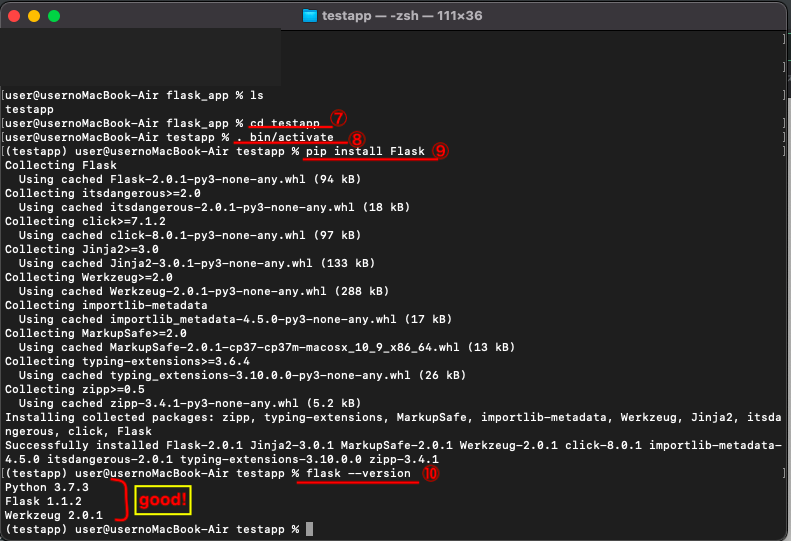 testapp — -zsh — 111×36
[user@usernoMacBook-Air flask_app % ls ]
testapp
[user@usernoMacBook-Air flask_app % cd testapp ⑦ ]
[user@usernoMacBook-Air testapp % . bin/activate ⑧ ]
[(testapp) user@usernoMacBook-Air testapp % pip install Flask ⑨ ]
Collecting Flask
  Using cached Flask-2.0.1-py3-none-any.whl (94 kB)
Collecting itsdangerous>=2.0
  Using cached itsdangerous-2.0.1-py3-none-any.whl (18 kB)
Collecting click>=7.1.2
  Using cached click-8.0.1-py3-none-any.whl (97 kB)
Collecting Jinja2>=3.0
  Using cached Jinja2-3.0.1-py3-none-any.whl (133 kB)
Collecting Werkzeug>=2.0
  Using cached Werkzeug-2.0.1-py3-none-any.whl (288 kB)
Collecting importlib-metadata
  Using cached importlib_metadata-4.5.0-py3-none-any.whl (17 kB)
Collecting MarkupSafe>=2.0
  Using cached MarkupSafe-2.0.1-cp37-cp37m-macosx_10_9_x86_64.whl (13 kB)
Collecting typing-extensions>=3.6.4
  Using cached typing_extensions-3.10.0.0-py3-none-any.whl (26 kB)
Collecting zipp>=0.5
  Using cached zipp-3.4.1-py3-none-any.whl (5.2 kB)
Installing collected packages: zipp, typing-extensions, MarkupSafe, importlib-metadata, Werkzeug, Jinja2, itsda
ngerous, click, Flask
Successfully installed Flask-2.0.1 Jinja2-3.0.1 MarkupSafe-2.0.1 Werkzeug-2.0.1 click-8.0.1 importlib-metadata-
4.5.0 itsdangerous-2.0.1 typing-extensions-3.10.0.0 zipp-3.4.1
[(testapp) user@usernoMacBook-Air testapp % flask --version ⑩ ]
Python 3.7.3
Flask 1.1.2
good!
Werkzeug 2.0.1
(testapp) user@usernoMacBook-Air testapp %